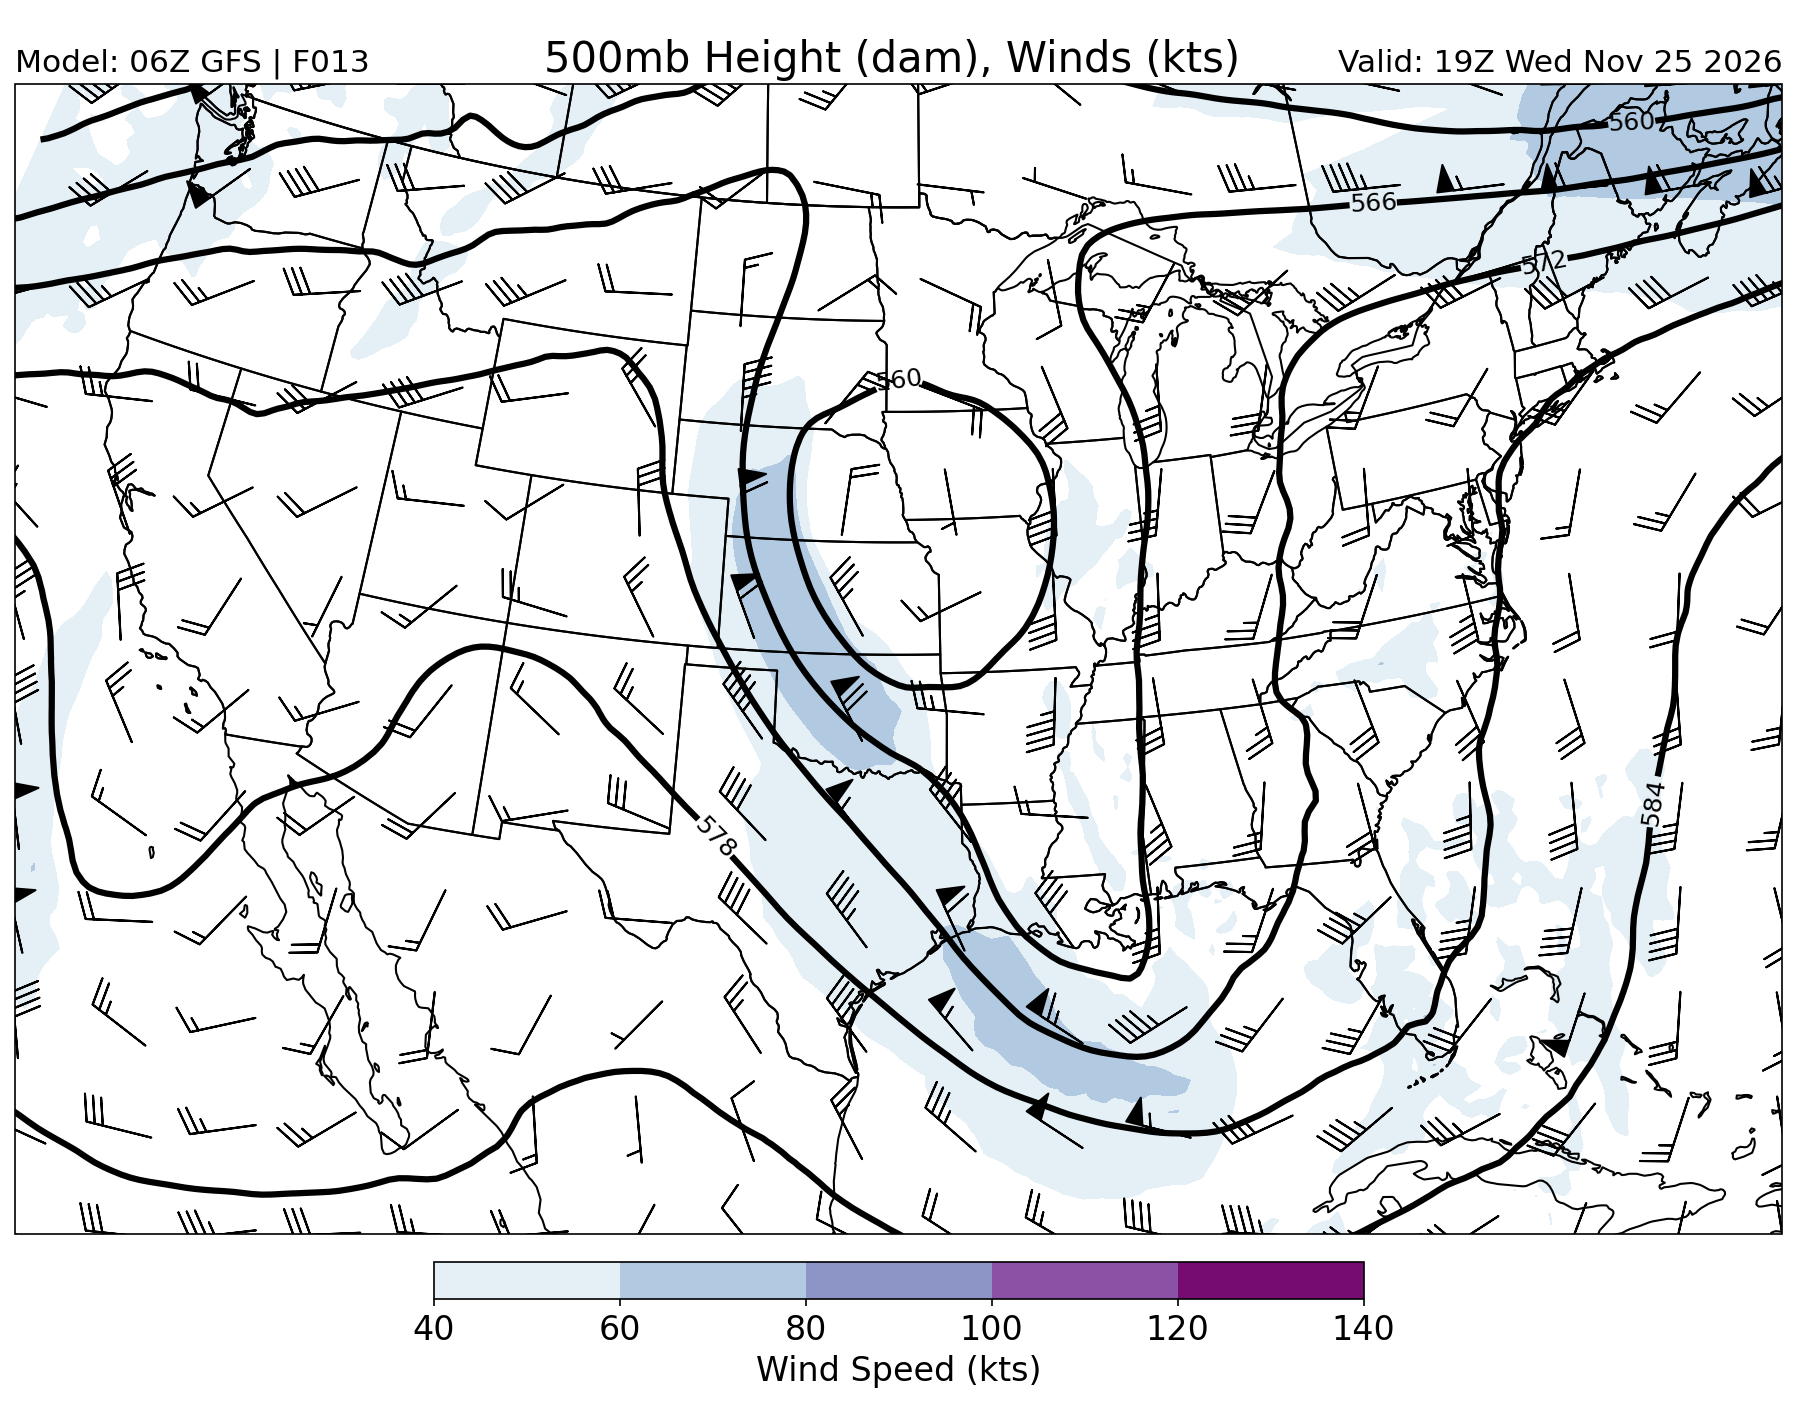 Model: 06Z GFS | F013
500mb Height (dam), Winds (kts)
Valid: 19Z Wed Nov 25 2026
560
566
572
560
584
578
40 60 80 100 120 140
Wind Speed (kts)